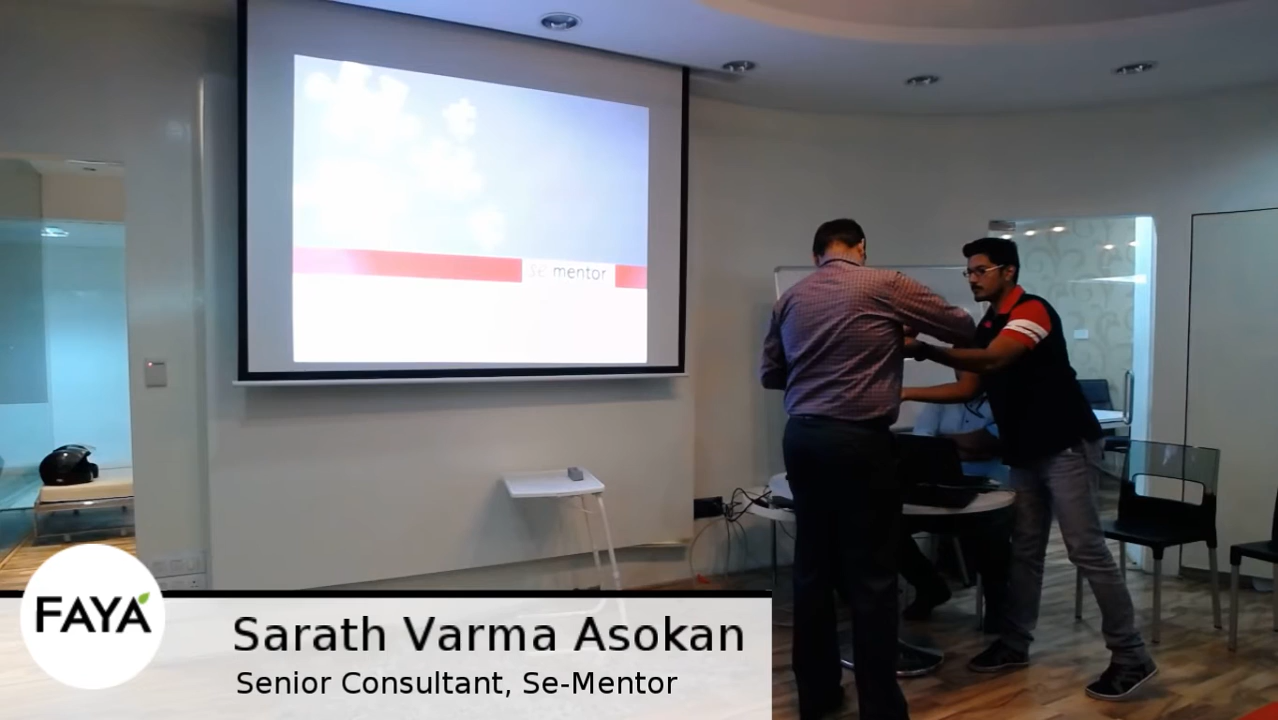 Se-mentor
FAYA
Sarath Varma Asokan
Senior Consultant, Se-Mentor